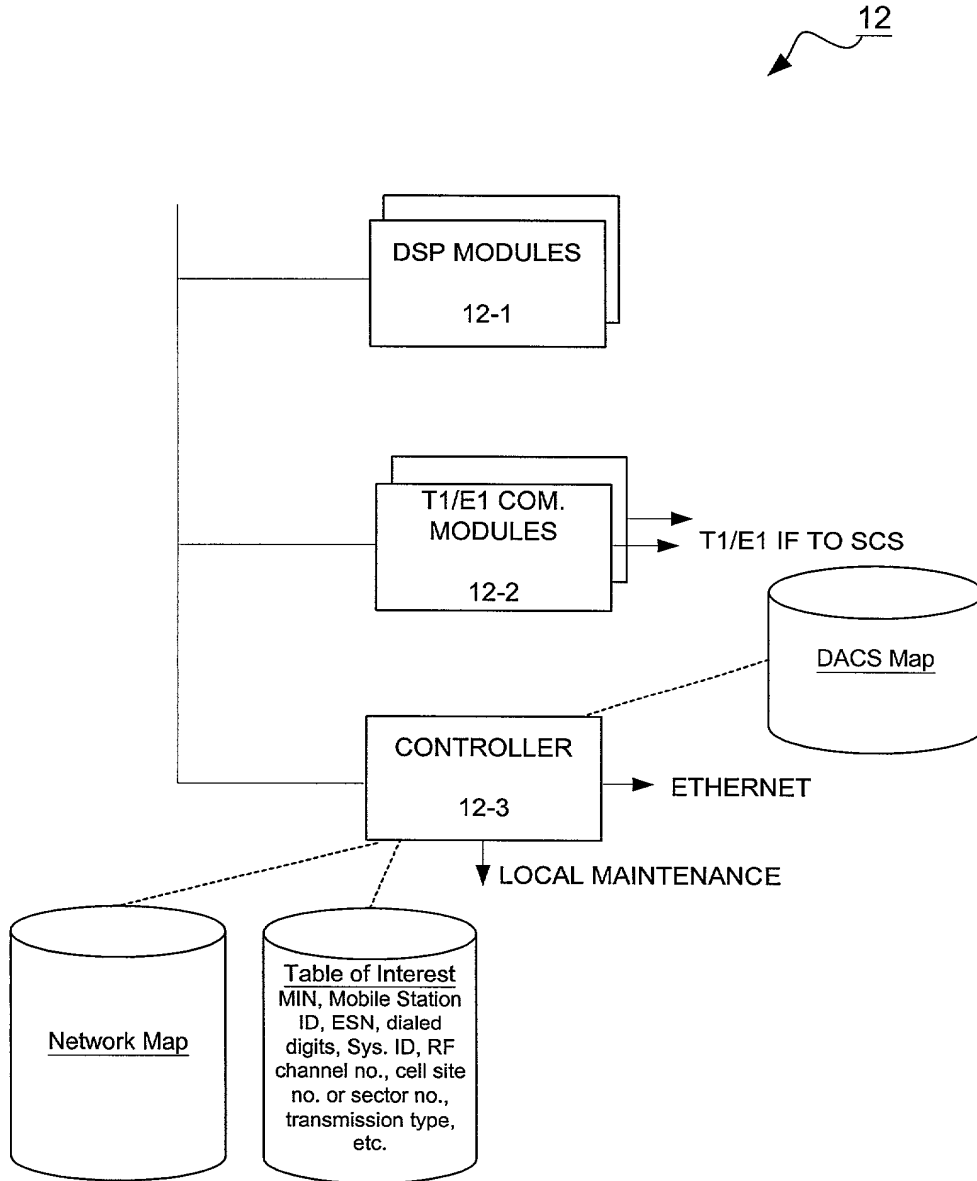 12
DSP MODULES
12-1
T1/E1 COM.
MODULES
12-2
T1/E1 IF TO SCS
DACS Map
CONTROLLER
12-3
ETHERNET
LOCAL MAINTENANCE
Network Map
Table of Interest
MIN, Mobile Station
ID, ESN, dialed
digits, Sys. ID, RF
channel no., cell site
no. or sector no.,
transmission type,
etc.